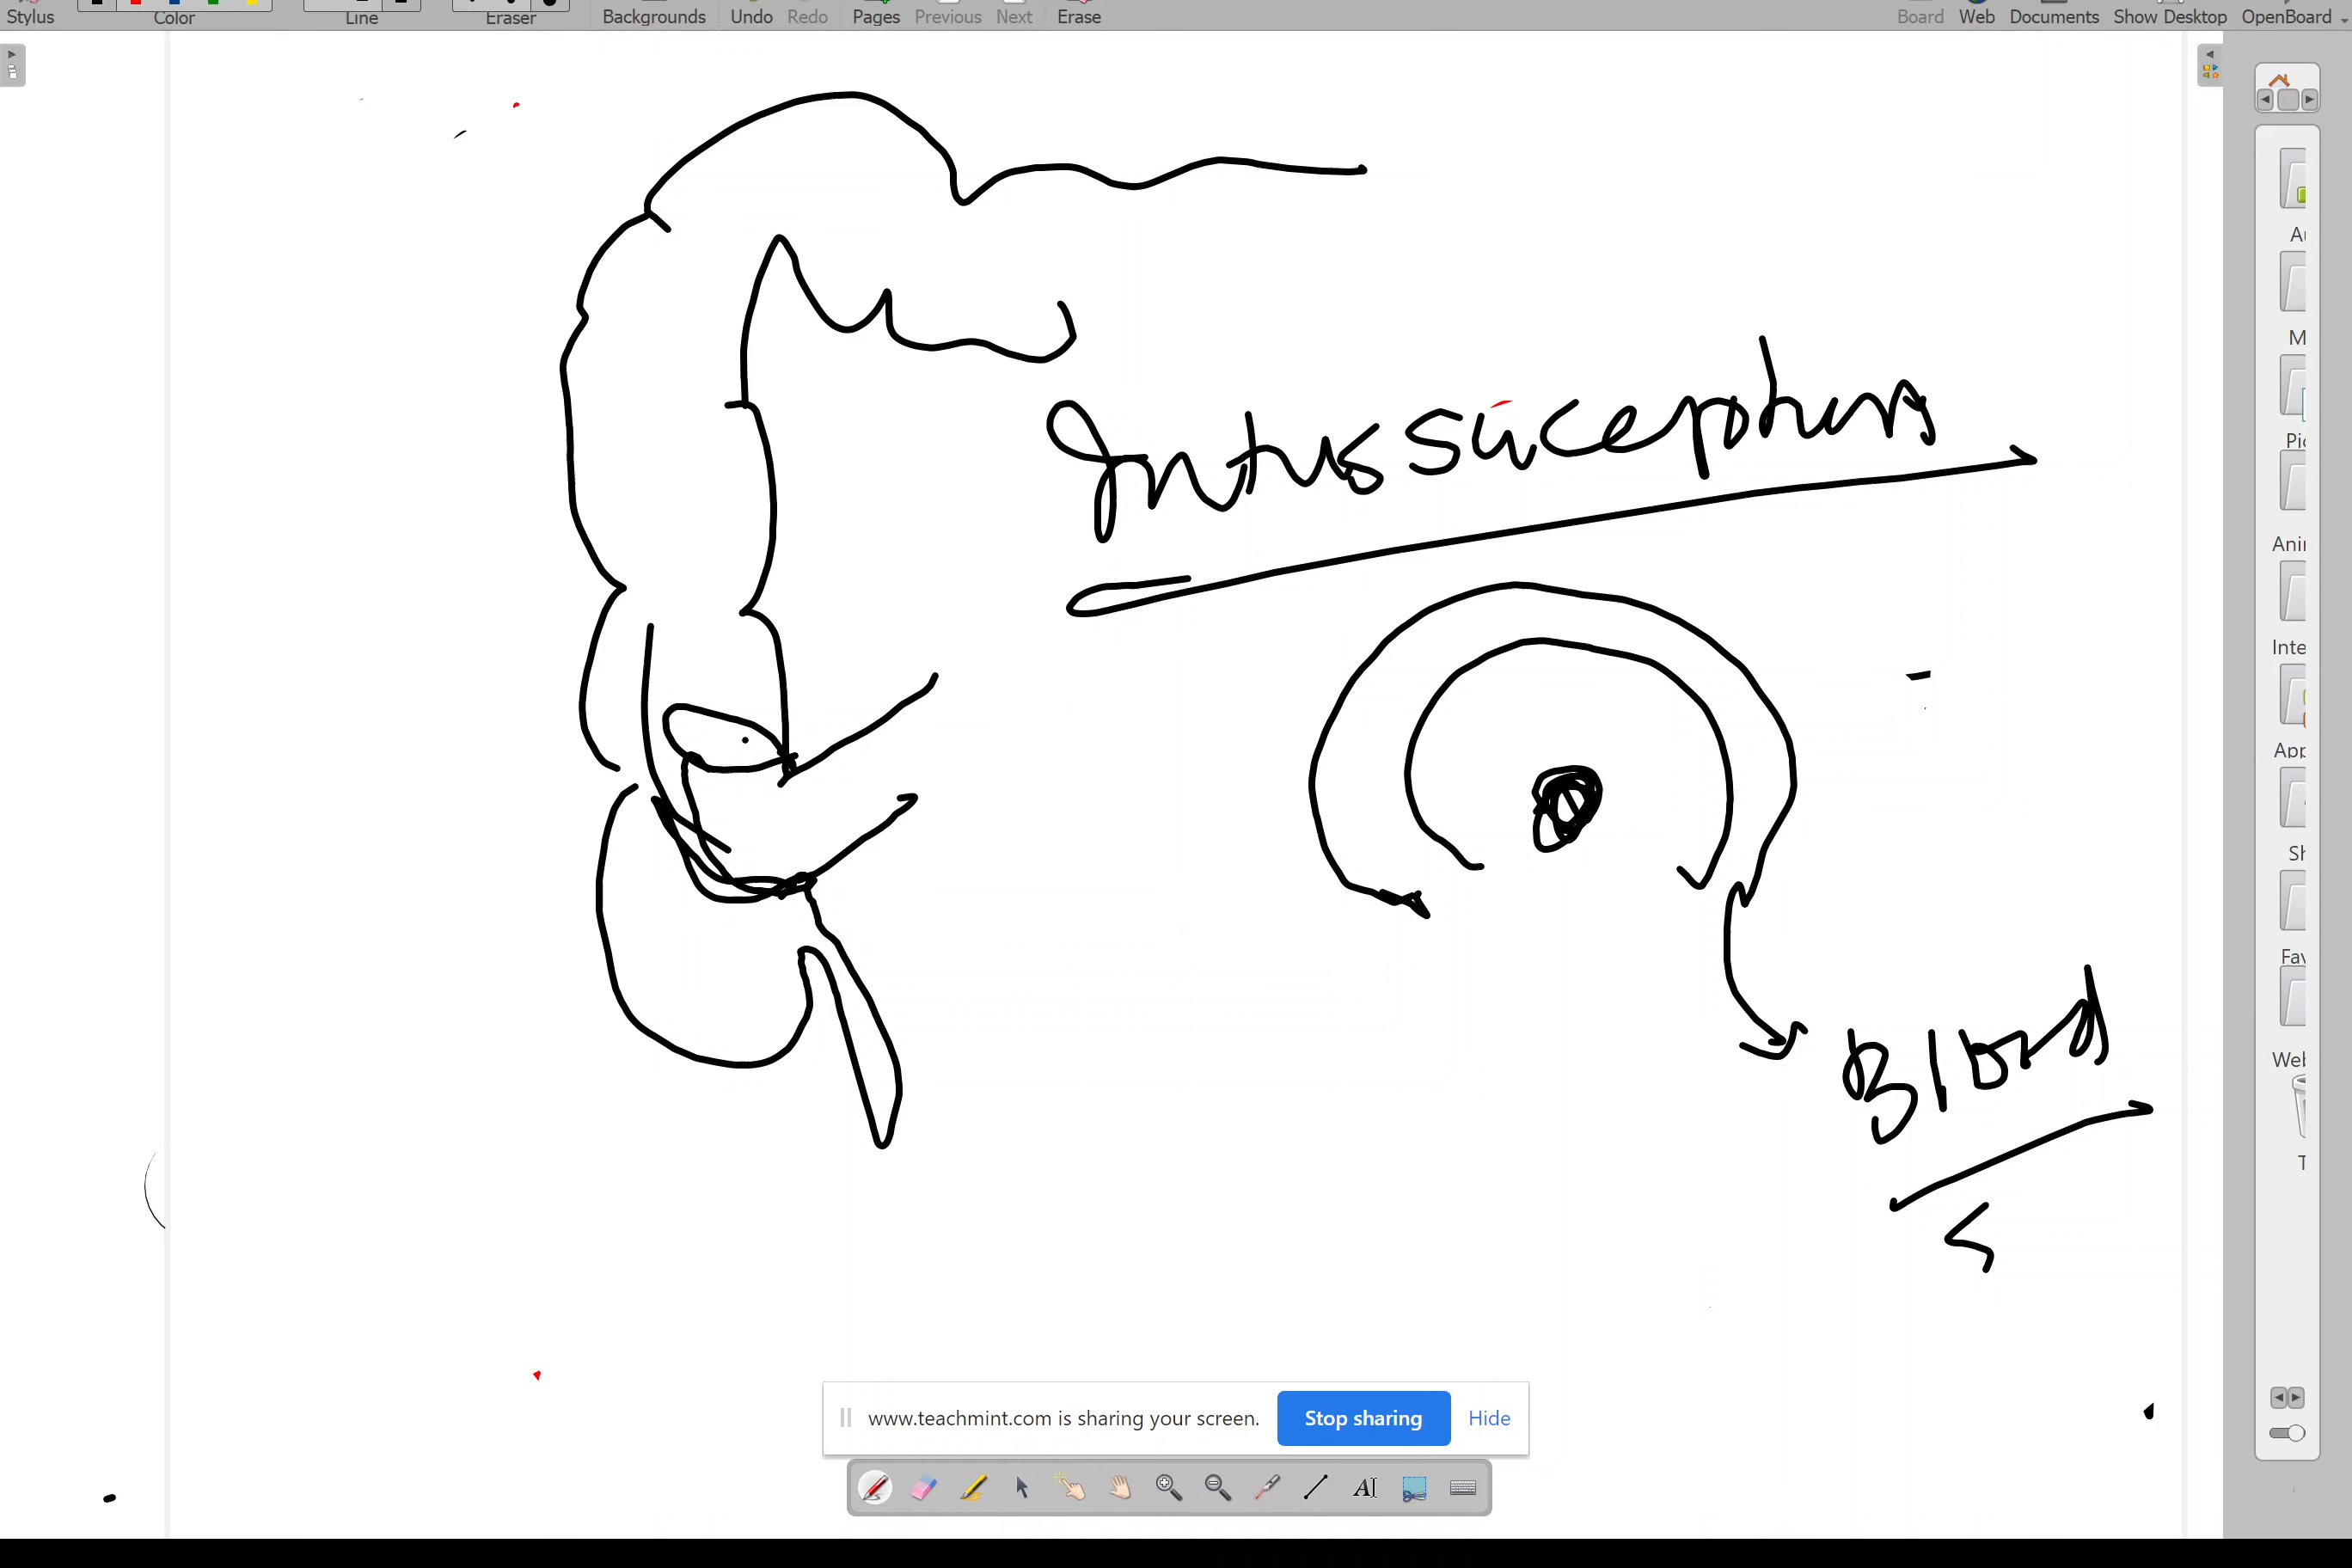 Stylus Color Line Eraser Backgrounds Undo Redo Pages Previous Next Erase Board Web Documents Show Desktop OpenBoard
Intussuception
Blood
www.teachmint.com is sharing your screen. Stop sharing Hide